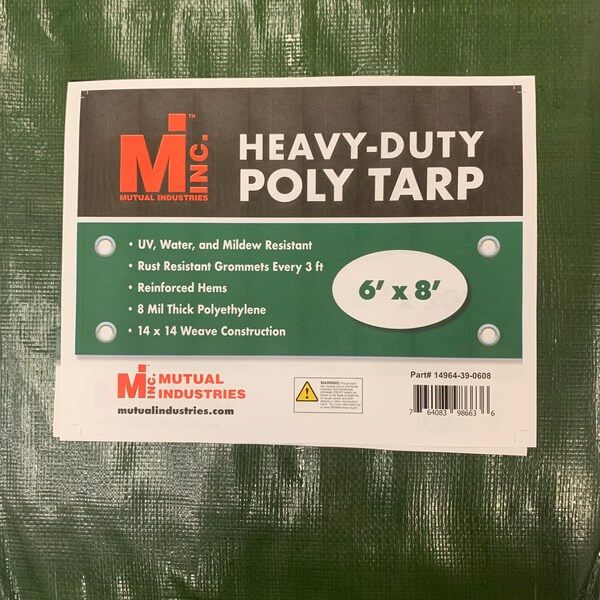 M INC.™
MUTUAL INDUSTRIES
HEAVY-DUTY
POLY TARP
• UV, Water, and Mildew Resistant
• Rust Resistant Grommets Every 3 ft
• Reinforced Hems
• 8 Mil Thick Polyethylene
• 14 x 14 Weave Construction
6’ x 8’
M INC.™ MUTUAL
INDUSTRIES
mutualindustries.com
WARNING
Part# 14964-39-0608
7 64083 98663 6